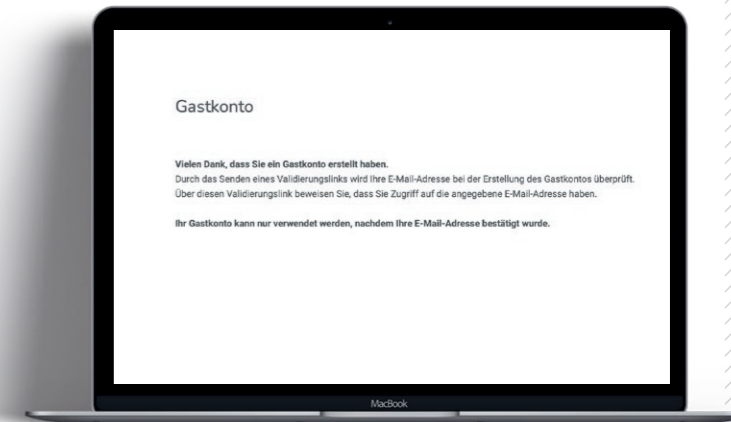 Gastkonto
Vielen Dank, dass Sie ein Gastkonto erstellt haben.
Durch das Senden eines Validierungslinks wird Ihre E-Mail-Adresse bei der Erstellung des Gastkontos überprüft.
Über diesen Validierungslink beweisen Sie, dass Sie Zugriff auf die angegebene E-Mail-Adresse haben.
Ihr Gastkonto kann nur verwendet werden, nachdem Ihre E-Mail-Adresse bestätigt wurde.
MacBook